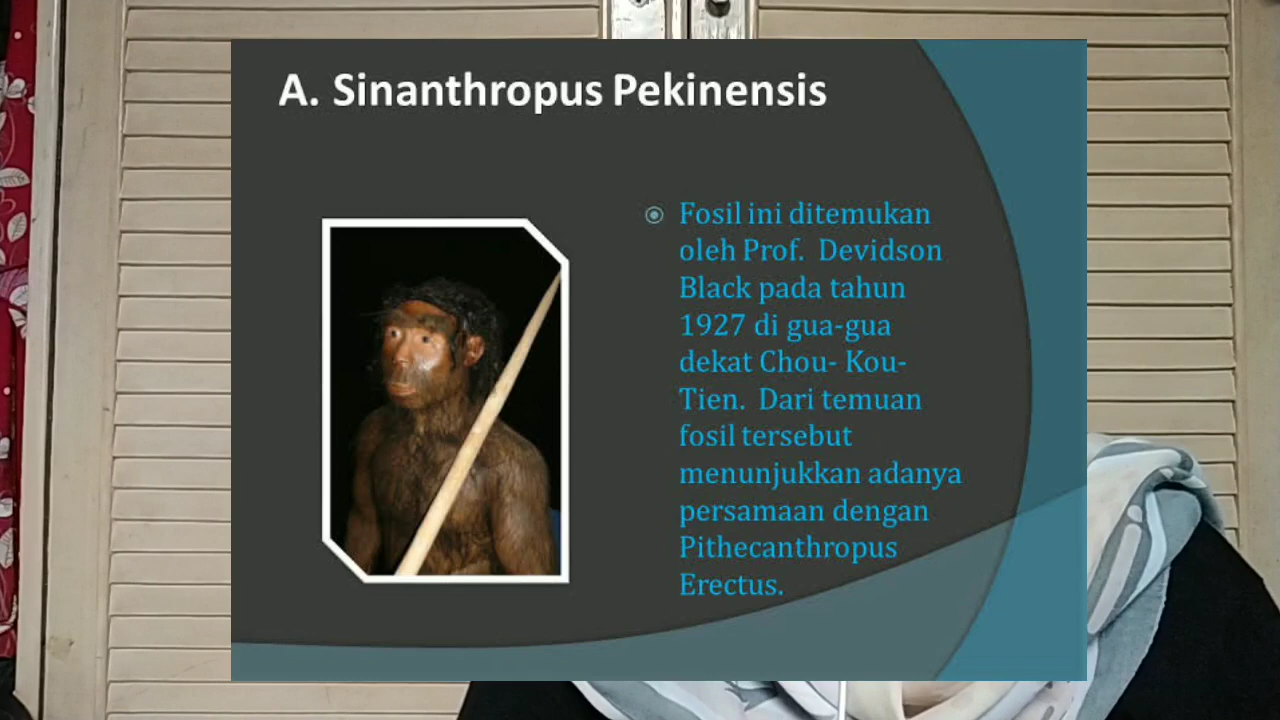 A. Sinanthropus Pekinensis
Fosil ini ditemukan
oleh Prof. Devidson
Black pada tahun
1927 di gua-gua
dekat Chou- Kou-
Tien. Dari temuan
fosil tersebut
menunjukkan adanya
persamaan dengan
Pithecanthropus
Erectus.